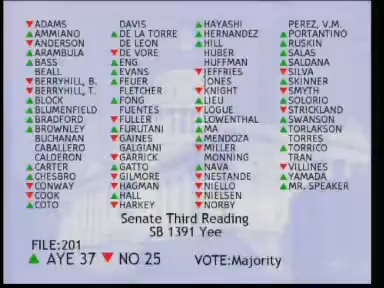 ADAMS
AMMIANO
ANDERSON
ARAMBULA
BASS
BEALL
BERRYHILL, B.
BERRYHILL, T.
BLOCK
BLUMENFIELD
BRADFORD
BROWNLEY
BUCHANAN
CABALLERO
CALDERON
CARTER
CHESBRO
CONWAY
COOK
COTO
DAVIS
DE LA TORRE
DE LEON
DE VORE
ENG
EVANS
FEUER
FLETCHER
FONG
FUENTES
FULLER
FURUTANI
GAINES
GALGIANI
GARRICK
GATTO
GILMORE
HAGMAN
HALL
HARKEY
HAYASHI
HERNANDEZ
HILL
HUBER
HUFFMAN
JEFFRIES
JONES
KNIGHT
LIEU
LOGUE
LOWENTHAL
MA
MENDOZA
MILLER
MONNING
NAVA
NESTANDE
NIELLO
NIELSEN
NORBY
PEREZ, V.M.
PORTANTINO
RUSKIN
SALAS
SALDANA
SILVA
SKINNER
SMYTH
SOLORIO
STRICKLAND
SWANSON
TORLAKSON
TORRES
TORRICO
TRAN
VILLINES
YAMADA
MR. SPEAKER
Senate Third Reading
SB 1391 Yee
FILE:201
AYE 37 NO 25 VOTE:Majority